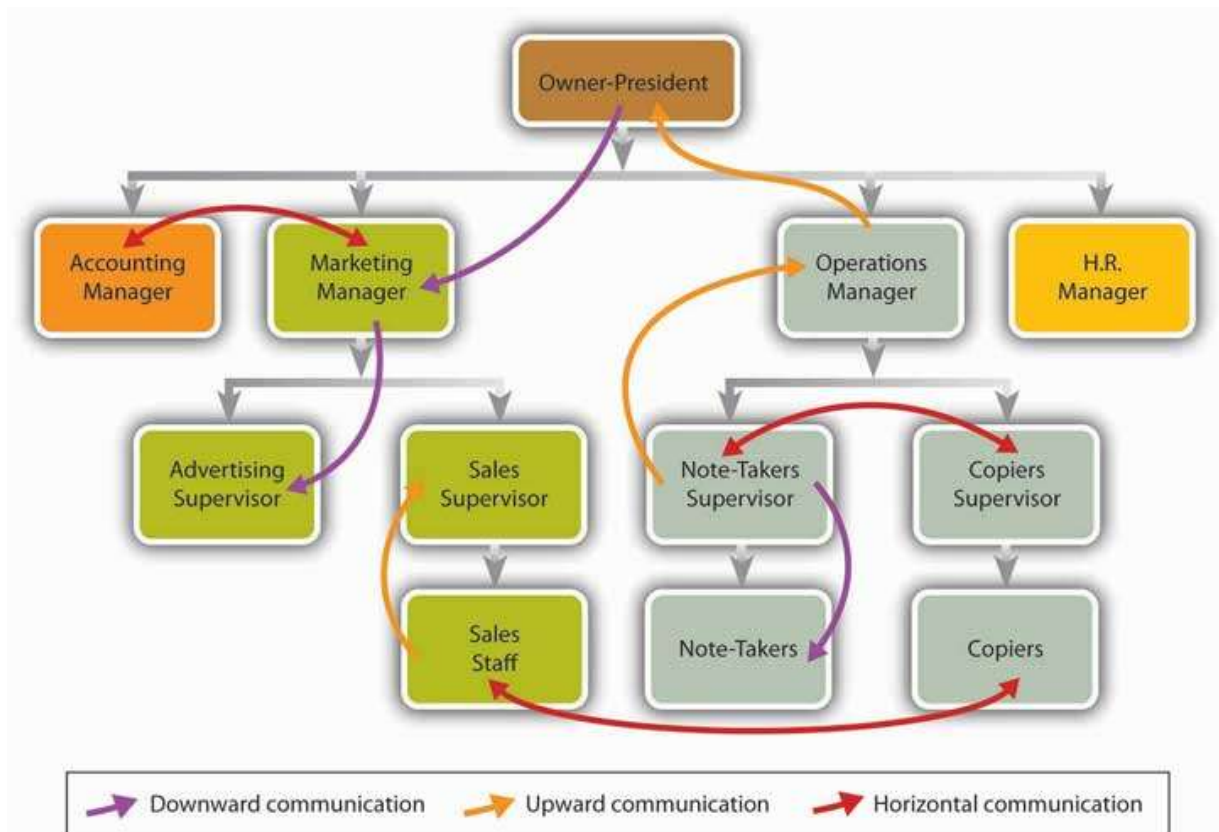 Owner-President
Accounting
Manager
Marketing
Manager
Operations
Manager
H.R.
Manager
Advertising
Supervisor
Sales
Supervisor
Note-Takers
Supervisor
Copiers
Supervisor
Sales
Staff
Note-Takers
Copiers
Downward communication
Upward communication
Horizontal communication